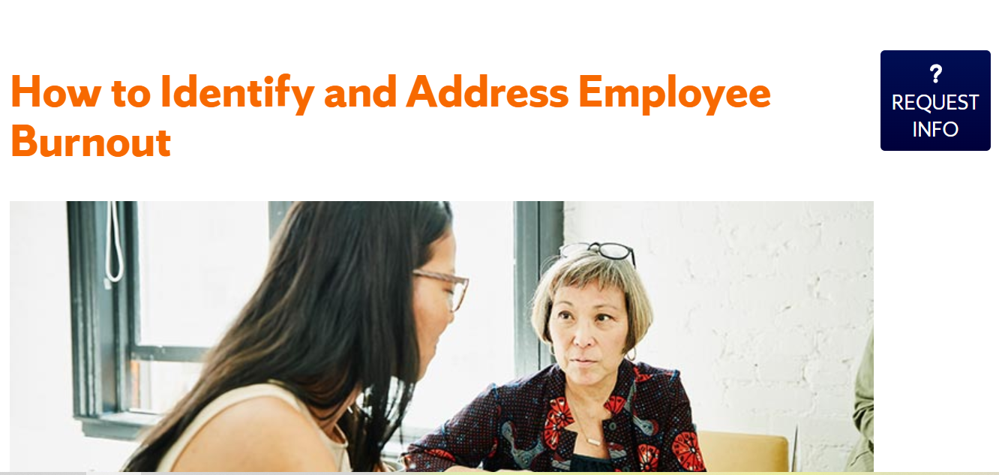 How to Identify and Address Employee
Burnout
?
REQUEST
INFO